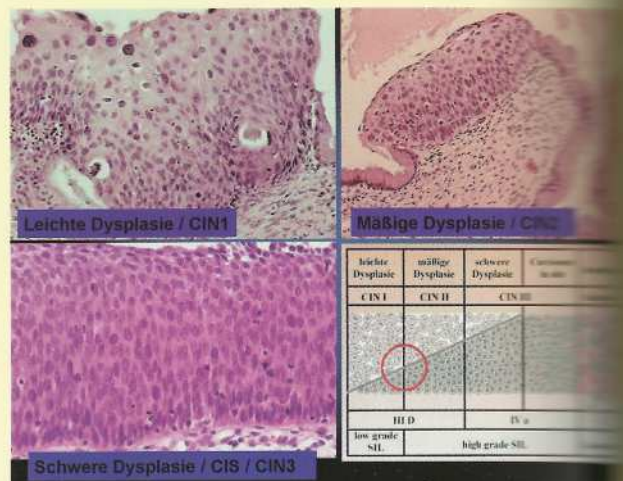 Leichte Dysplasie / CIN1
Mäßige Dysplasie / CIN2
leichte Dysplasie
mäßige Dysplasie
schwere Dysplasie
CIN I
CIN II
CIN III
III D
IV a
low grade SIL
high grade SIL
Schwere Dysplasie / CIS / CIN3